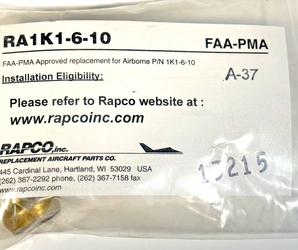 RA1K1-6-10 FAA-PMA
FAA-PMA Approved replacement for Airborne P/N 1K1-6-10
Installation Eligibility: A-37
Please refer to Rapco website at :
www.rapcoinc.com
RAPCO, inc.
REPLACEMENT AIRCRAFT PARTS CO.
445 Cardinal Lane, Hartland, WI 53029 USA
(262) 367-2292 phone, (262) 367-7158 fax
rapcoinc.com
15215